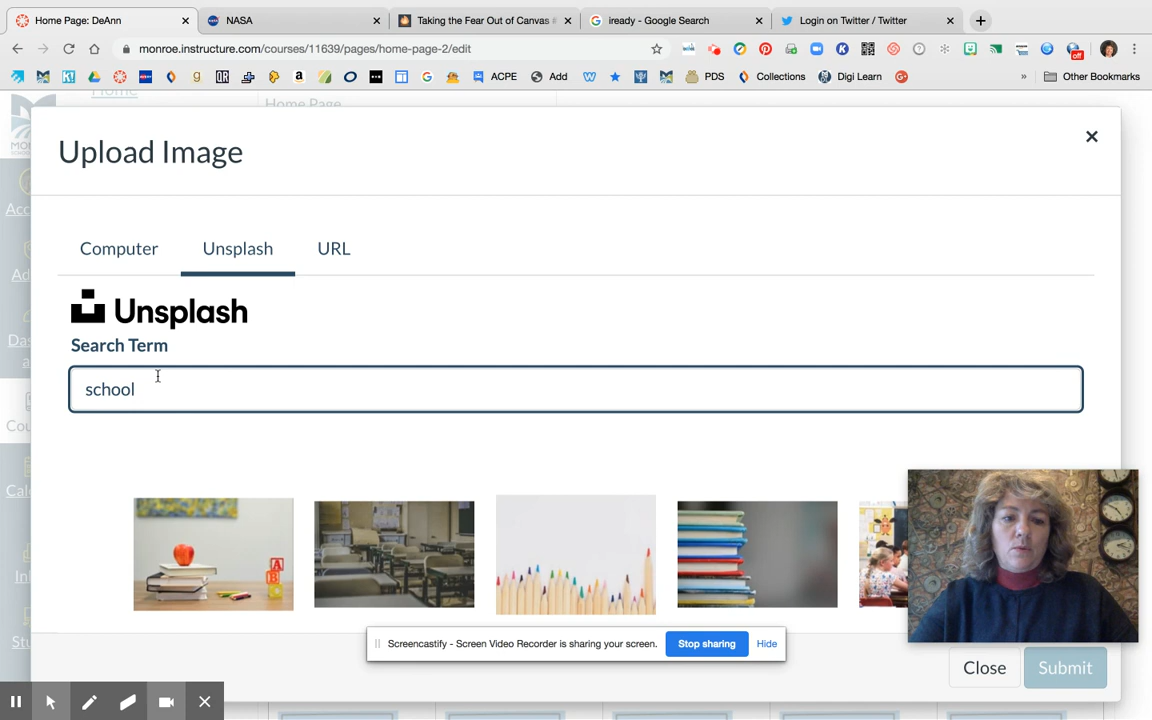 Home Page: DeAnn
NASA
Taking the Fear Out of Canvas #
iready - Google Search
Login on Twitter / Twitter
monroe.instructure.com/courses/11639/pages/home-page-2/edit
off
ACPE
Add
PDS
Collections
Digi Learn
»
Other Bookmarks
Home
Home Page
Upload Image
Computer
Unsplash
URL
Unsplash
Search Term
school
Screencastify - Screen Video Recorder is sharing your screen.
Stop sharing
Hide
Close
Submit